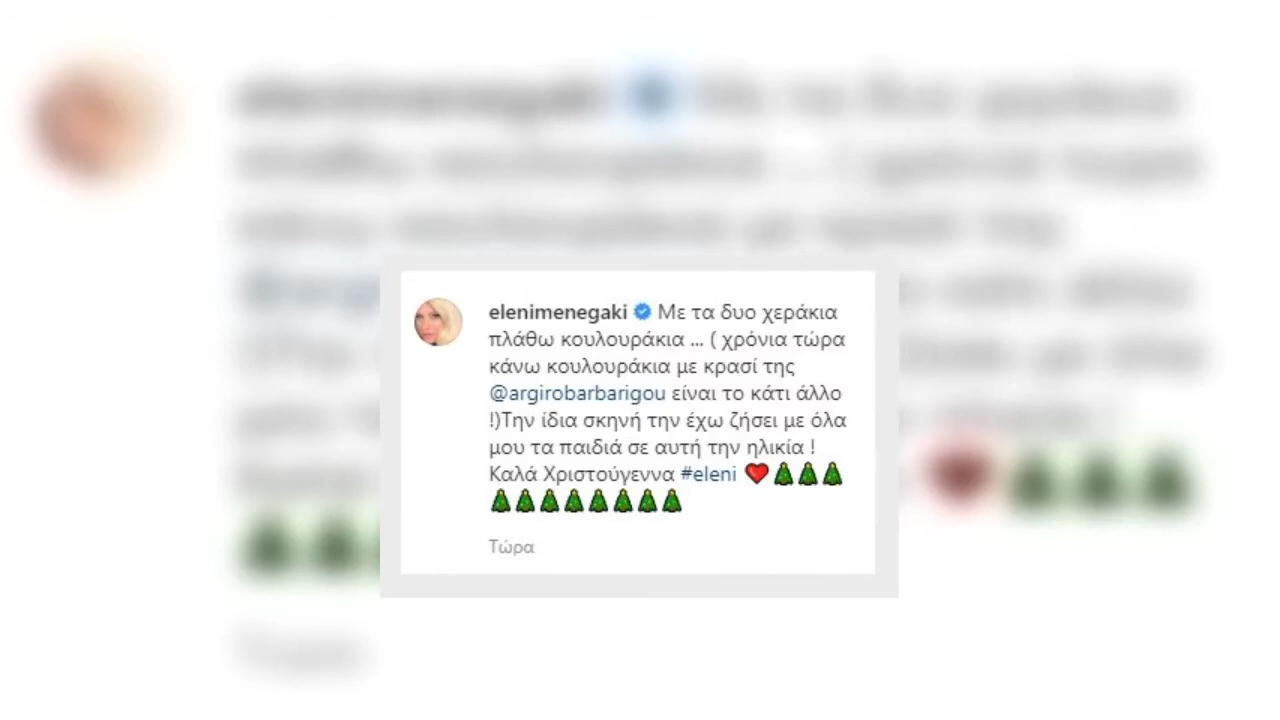 elenimenegaki Με τα δυο χεράκια
πλάθω κουλουράκια ... ( χρόνια τώρα
κάνω κουλουράκια με κρασί της
@argirobarbarigou είναι το κάτι άλλο
!)Την ίδια σκηνή την έχω ζήσει με όλα
μου τα παιδιά σε αυτή την ηλικία !
Καλά Χριστούγεννα #eleni ❤️🎄🎄🎄
🎄🎄🎄🎄🎄🎄🎄🎄
Τώρα